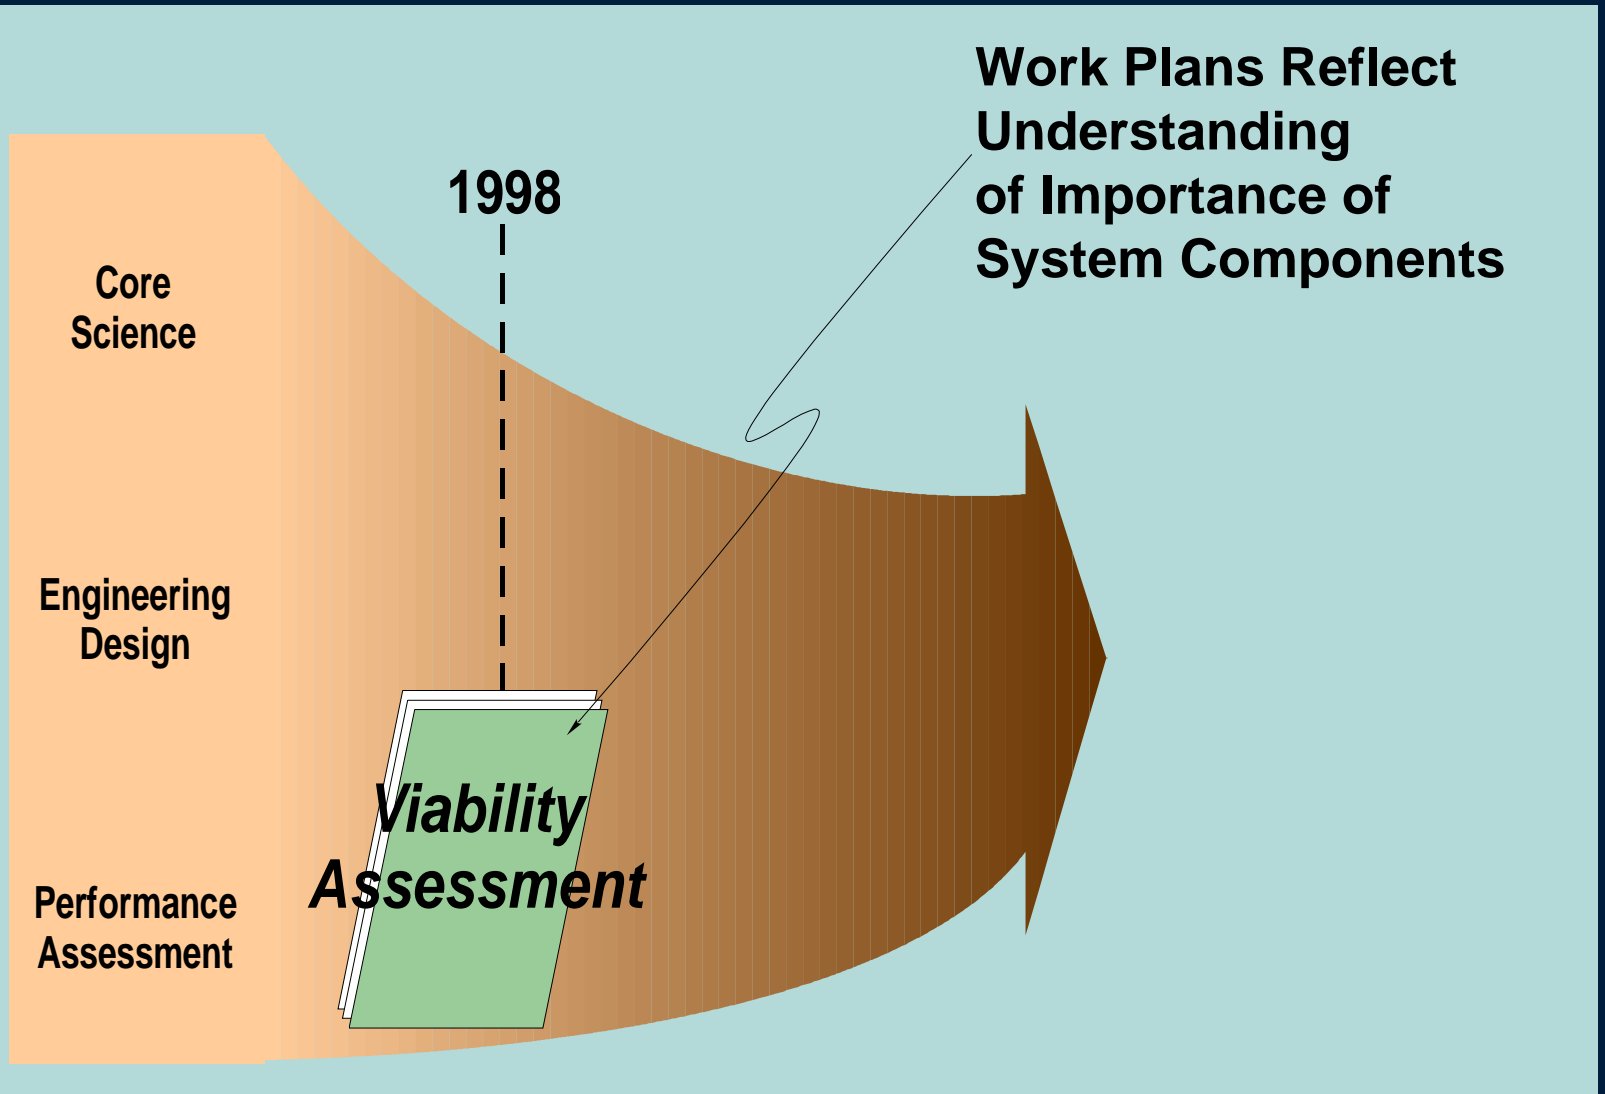 Work Plans Reflect
Understanding
of Importance of
System Components
1998
Core
Science
Engineering
Design
Performance
Assessment
Viability
Assessment